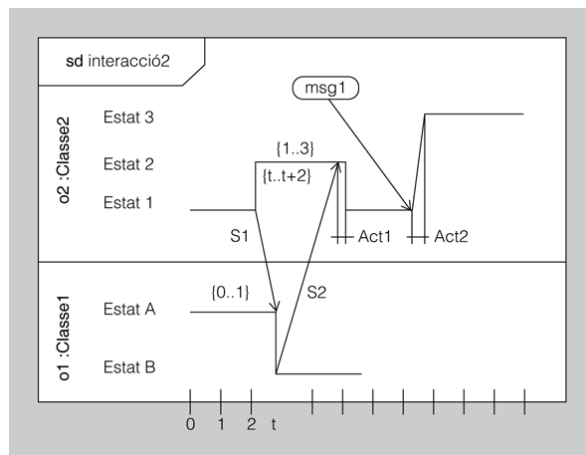 sd interacció2
msg1
o2 :Classe2
Estat 3
Estat 2
Estat 1
{1..3}
{t..t+2}
S1
Act1
Act2
o1 :Classe1
{0..1}
S2
Estat A
Estat B
0 1 2 t